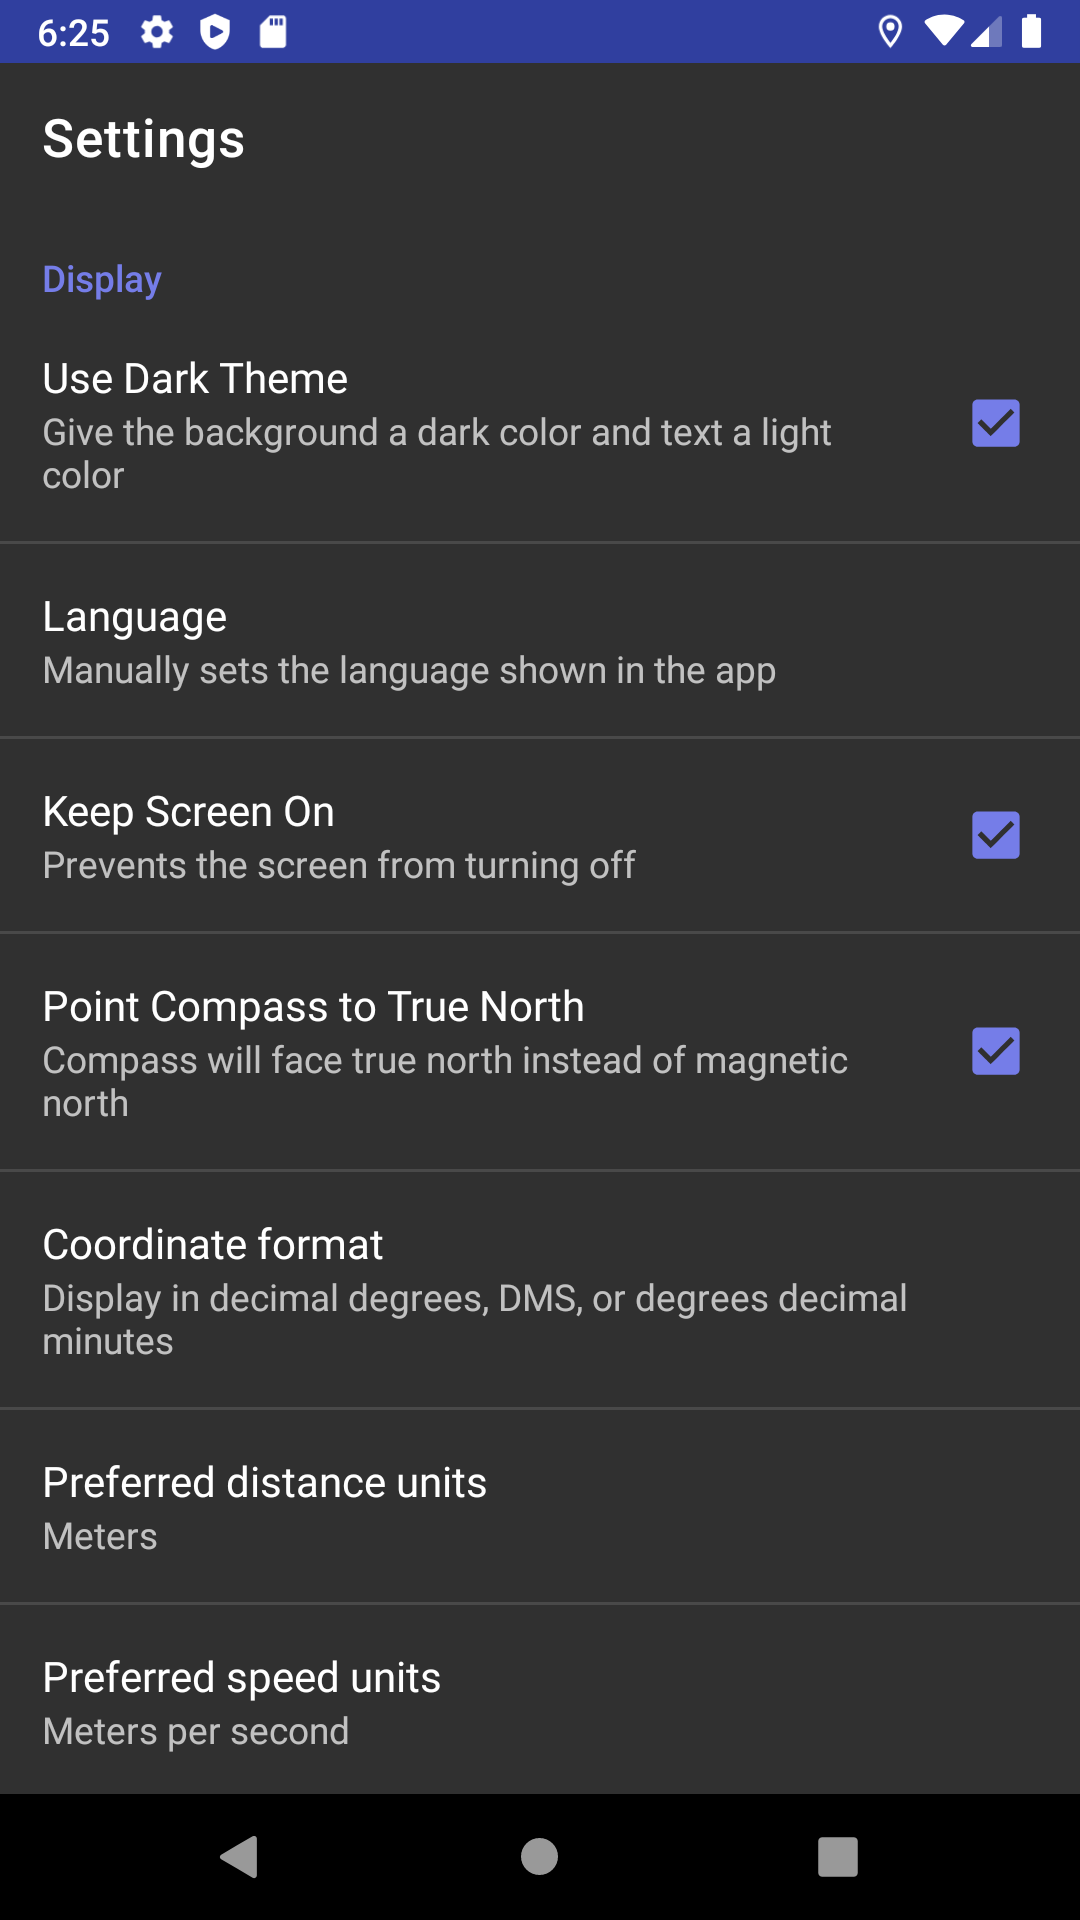 6:25
Settings
Display
Use Dark Theme
Give the background a dark color and text a light
color
Language
Manually sets the language shown in the app
Keep Screen On
Prevents the screen from turning off
Point Compass to True North
Compass will face true north instead of magnetic
north
Coordinate format
Display in decimal degrees, DMS, or degrees decimal
minutes
Preferred distance units
Meters
Preferred speed units
Meters per second